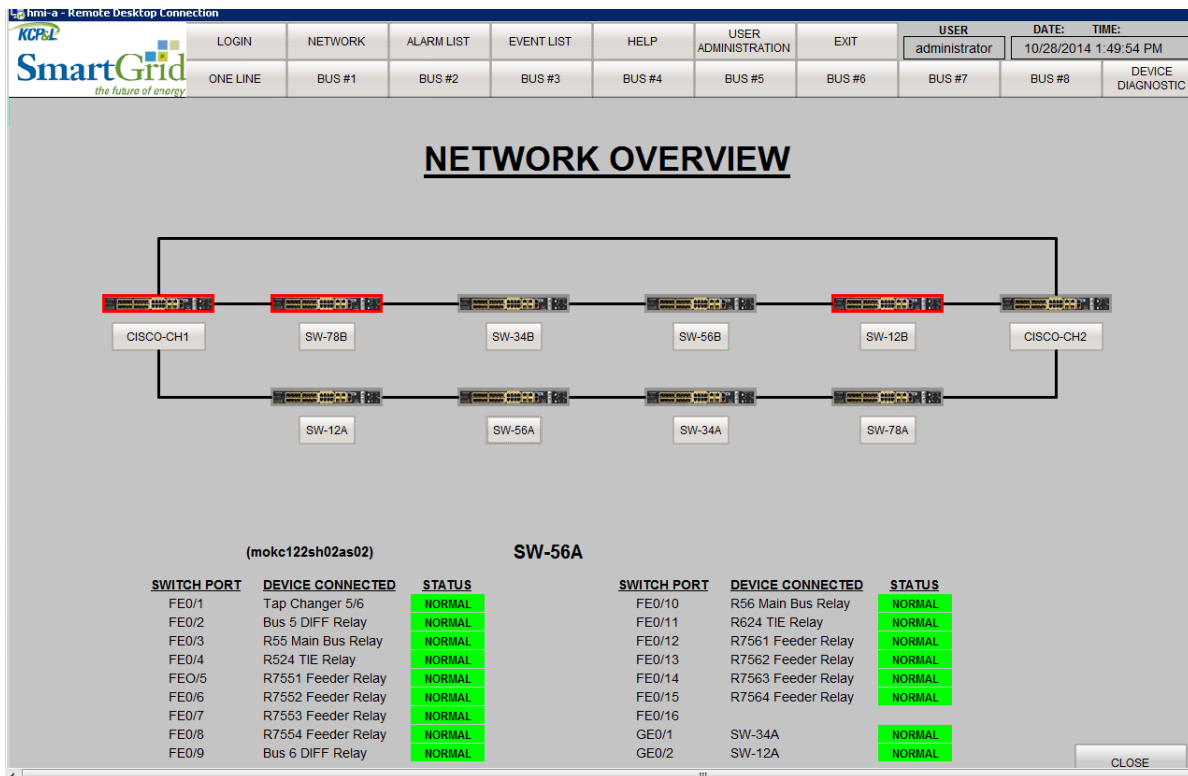 hmi-a - Remote Desktop Connection
KCP&L
SmartGrid
the future of energy
LOGIN NETWORK ALARM LIST EVENT LIST HELP USER ADMINISTRATION EXIT
USER
administrator
DATE: TIME:
10/28/2014 1:49:54 PM
ONE LINE BUS #1 BUS #2 BUS #3 BUS #4 BUS #5 BUS #6 BUS #7 BUS #8 DEVICE DIAGNOSTIC
NETWORK OVERVIEW
CISCO-CH1 SW-78B SW-34B SW-56B SW-12B CISCO-CH2
SW-12A SW-56A SW-34A SW-78A
(mokc122sh02as02) SW-56A
SWITCH PORT DEVICE CONNECTED STATUS SWITCH PORT DEVICE CONNECTED STATUS
FE0/1 Tap Changer 5/6 NORMAL FE0/10 R56 Main Bus Relay NORMAL
FE0/2 Bus 5 DIFF Relay NORMAL FE0/11 R624 TIE Relay NORMAL
FE0/3 R55 Main Bus Relay NORMAL FE0/12 R7561 Feeder Relay NORMAL
FE0/4 R524 TIE Relay NORMAL FE0/13 R7562 Feeder Relay NORMAL
FEO/5 R7551 Feeder Relay NORMAL FE0/14 R7563 Feeder Relay NORMAL
FE0/6 R7552 Feeder Relay NORMAL FE0/15 R7564 Feeder Relay NORMAL
FE0/7 R7553 Feeder Relay NORMAL FE0/16
FE0/8 R7554 Feeder Relay NORMAL GE0/1 SW-34A NORMAL
FE0/9 Bus 6 DIFF Relay NORMAL GE0/2 SW-12A NORMAL
CLOSE